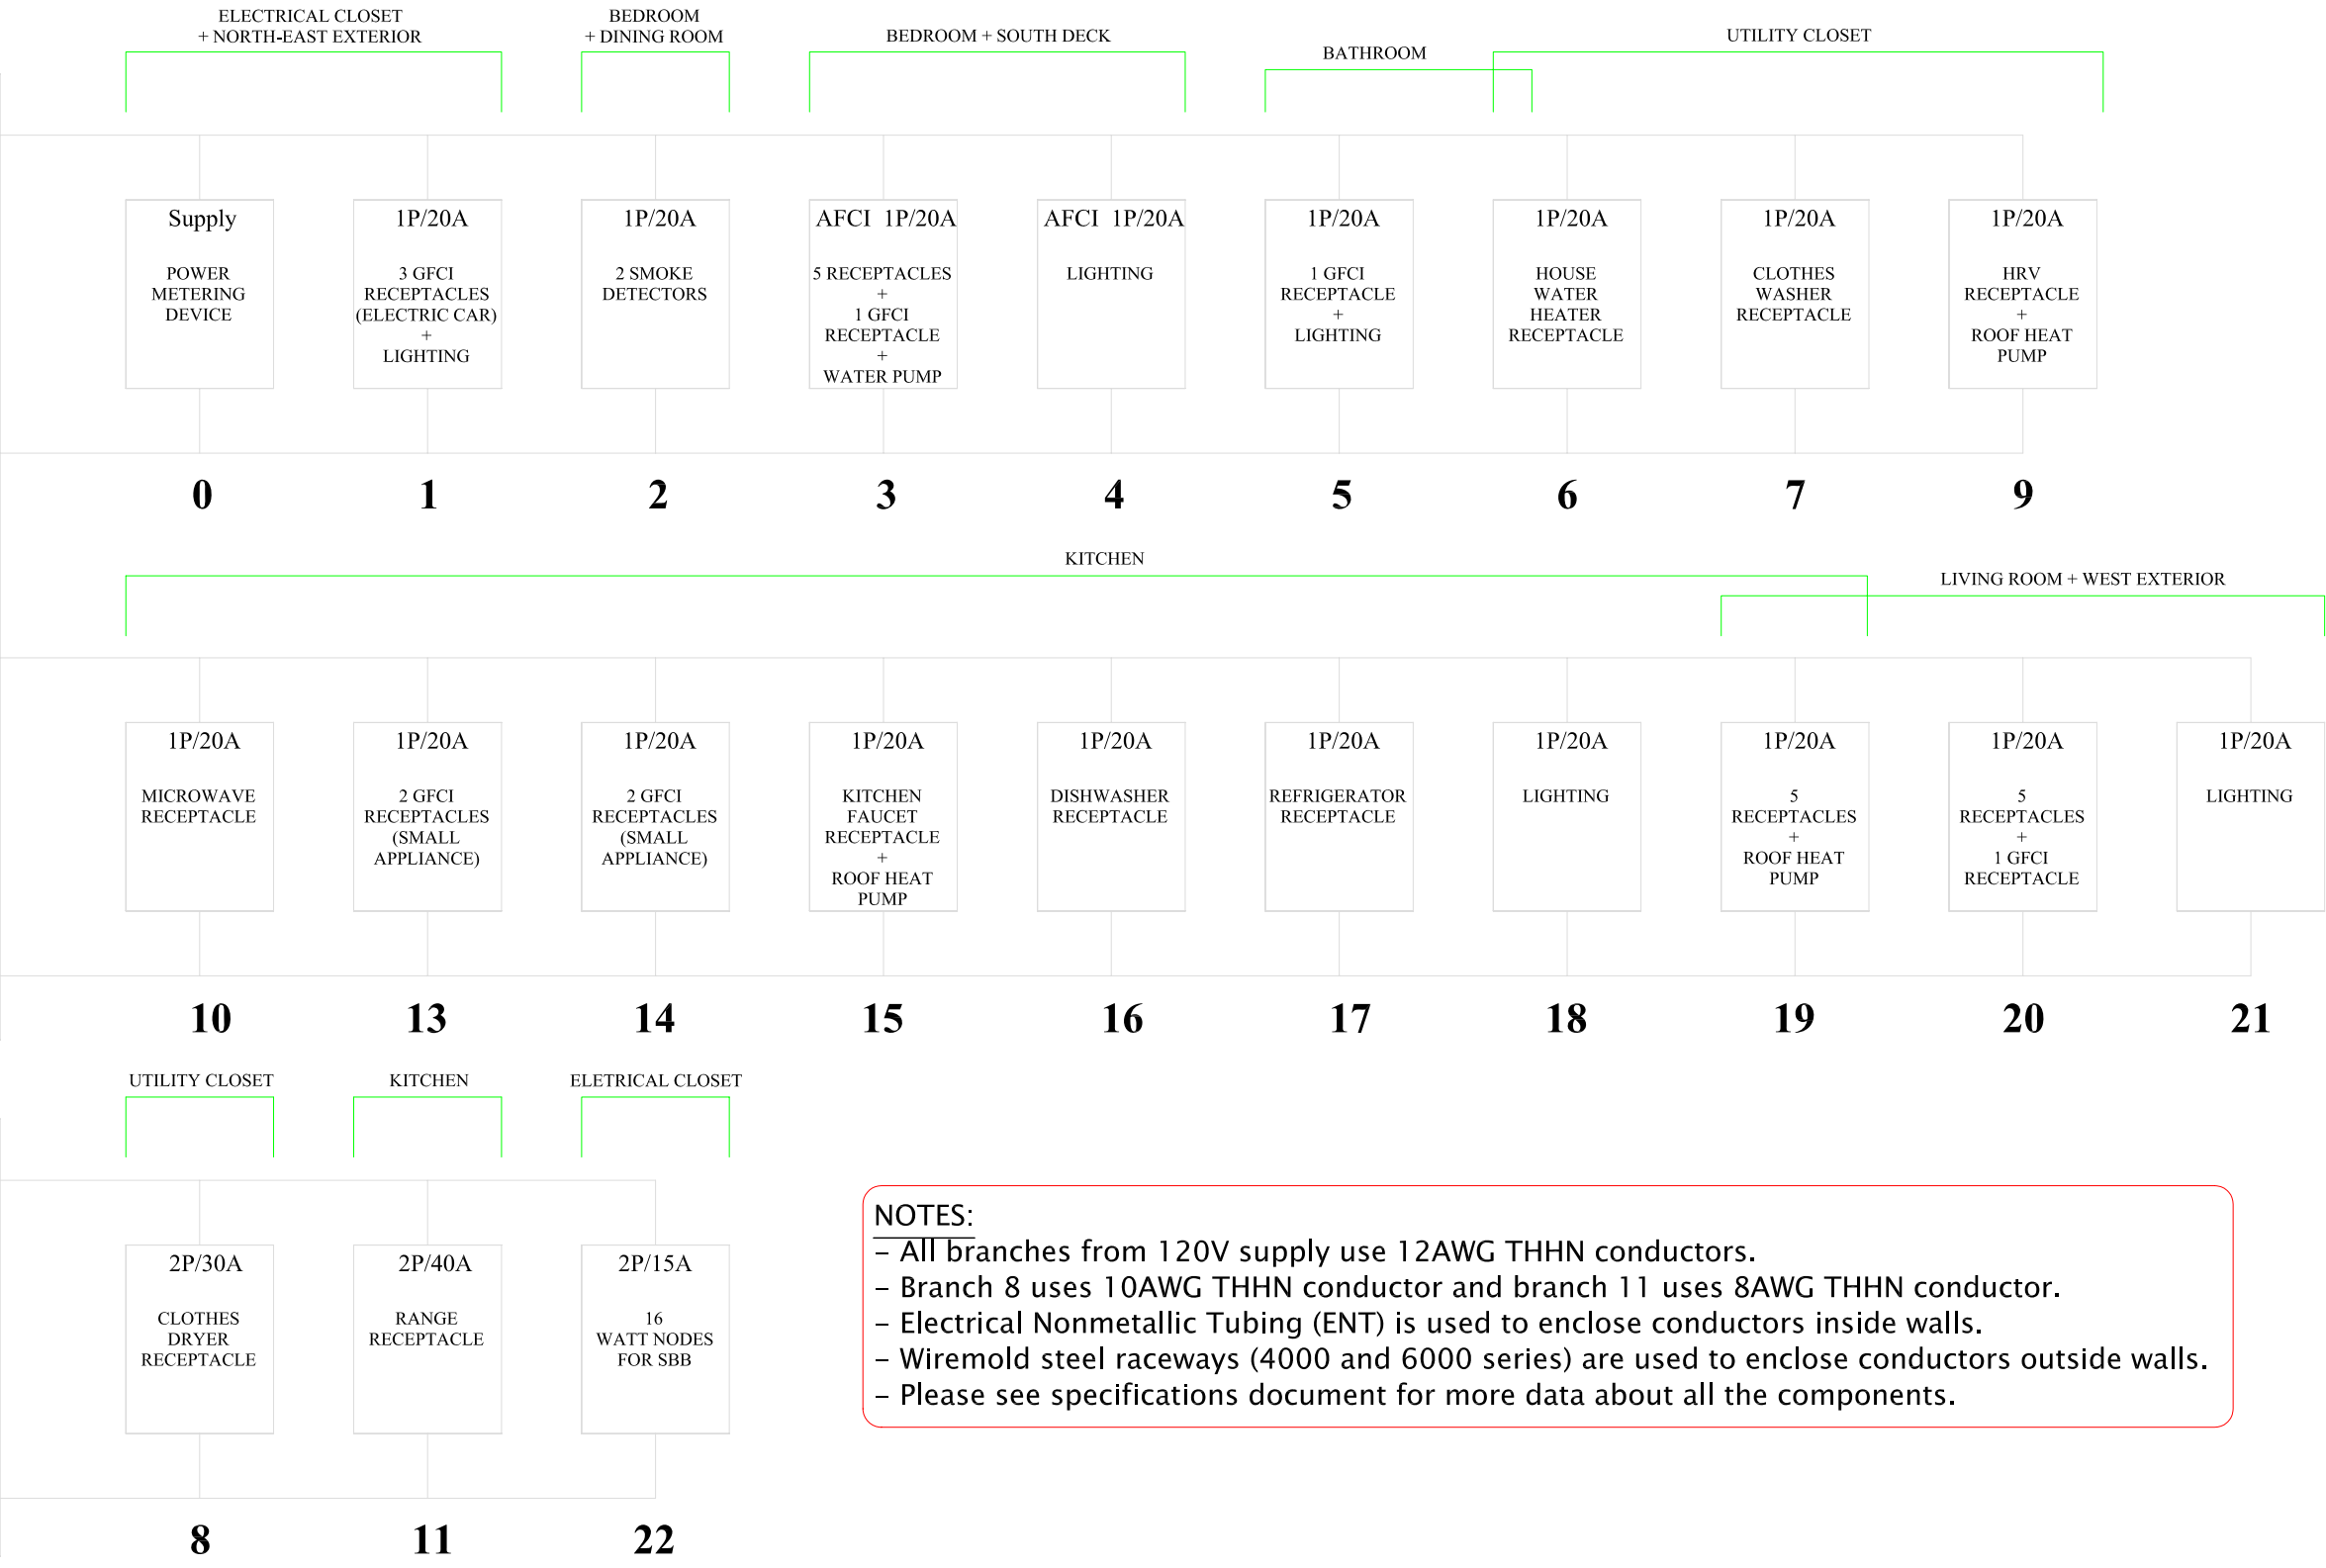 ELECTRICAL CLOSET
+ NORTH-EAST EXTERIOR
BEDROOM
+ DINING ROOM
BEDROOM + SOUTH DECK
BATHROOM
UTILITY CLOSET
Supply
POWER
METERING
DEVICE
0
1P/20A
3 GFCI
RECEPTACLES
(ELECTRIC CAR)
+
LIGHTING
1
1P/20A
2 SMOKE
DETECTORS
2
AFCI 1P/20A
5 RECEPTACLES
+
1 GFCI
RECEPTACLE
+
WATER PUMP
3
AFCI 1P/20A
LIGHTING
4
1P/20A
1 GFCI
RECEPTACLE
+
LIGHTING
5
1P/20A
HOUSE
WATER
HEATER
RECEPTACLE
6
1P/20A
CLOTHES
WASHER
RECEPTACLE
7
1P/20A
HRV
RECEPTACLE
+
ROOF HEAT
PUMP
9
KITCHEN
LIVING ROOM + WEST EXTERIOR
1P/20A
MICROWAVE
RECEPTACLE
10
1P/20A
2 GFCI
RECEPTACLES
(SMALL
APPLIANCE)
13
1P/20A
2 GFCI
RECEPTACLES
(SMALL
APPLIANCE)
14
1P/20A
KITCHEN
FAUCET
RECEPTACLE
+
ROOF HEAT
PUMP
15
1P/20A
DISHWASHER
RECEPTACLE
16
1P/20A
REFRIGERATOR
RECEPTACLE
17
1P/20A
LIGHTING
18
1P/20A
5
RECEPTACLES
+
ROOF HEAT
PUMP
19
1P/20A
5
RECEPTACLES
+
1 GFCI
RECEPTACLE
20
1P/20A
LIGHTING
21
UTILITY CLOSET
KITCHEN
ELETRICAL CLOSET
2P/30A
CLOTHES
DRYER
RECEPTACLE
8
2P/40A
RANGE
RECEPTACLE
11
2P/15A
16
WATT NODES
FOR SBB
22
NOTES:
– All branches from 120V supply use 12AWG THHN conductors.
– Branch 8 uses 10AWG THHN conductor and branch 11 uses 8AWG THHN conductor.
– Electrical Nonmetallic Tubing (ENT) is used to enclose conductors inside walls.
– Wiremold steel raceways (4000 and 6000 series) are used to enclose conductors outside walls.
– Please see specifications document for more data about all the components.